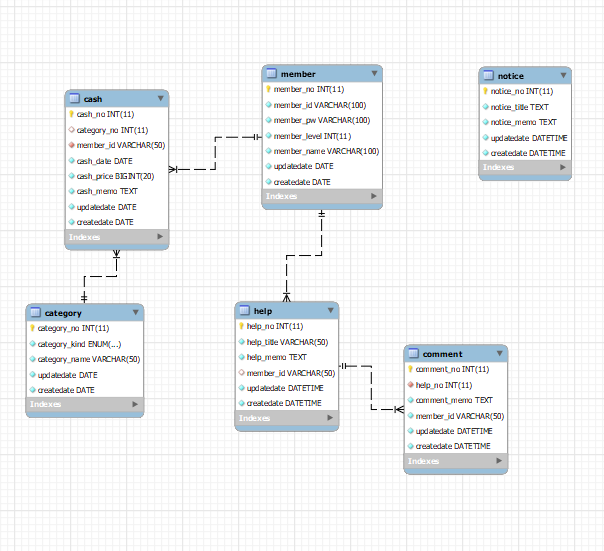 cash
cash_no INT(11)
category_no INT(11)
member_id VARCHAR(50)
cash_date DATE
cash_price BIGINT(20)
cash_memo TEXT
updatedate DATE
createdate DATE
Indexes
member
member_no INT(11)
member_id VARCHAR(100)
member_pw VARCHAR(100)
member_level INT(11)
member_name VARCHAR(100)
updatedate DATE
createdate DATE
Indexes
notice
notice_no INT(11)
notice_title TEXT
notice_memo TEXT
updatedate DATETIME
createdate DATETIME
Indexes
category
category_no INT(11)
category_kind ENUM(...)
category_name VARCHAR(50)
updatedate DATE
createdate DATE
Indexes
help
help_no INT(11)
help_title VARCHAR(50)
help_memo TEXT
member_id VARCHAR(50)
updatedate DATETIME
createdate DATETIME
Indexes
comment
comment_no INT(11)
help_no INT(11)
comment_memo TEXT
member_id VARCHAR(50)
updatedate DATETIME
createdate DATETIME
Indexes